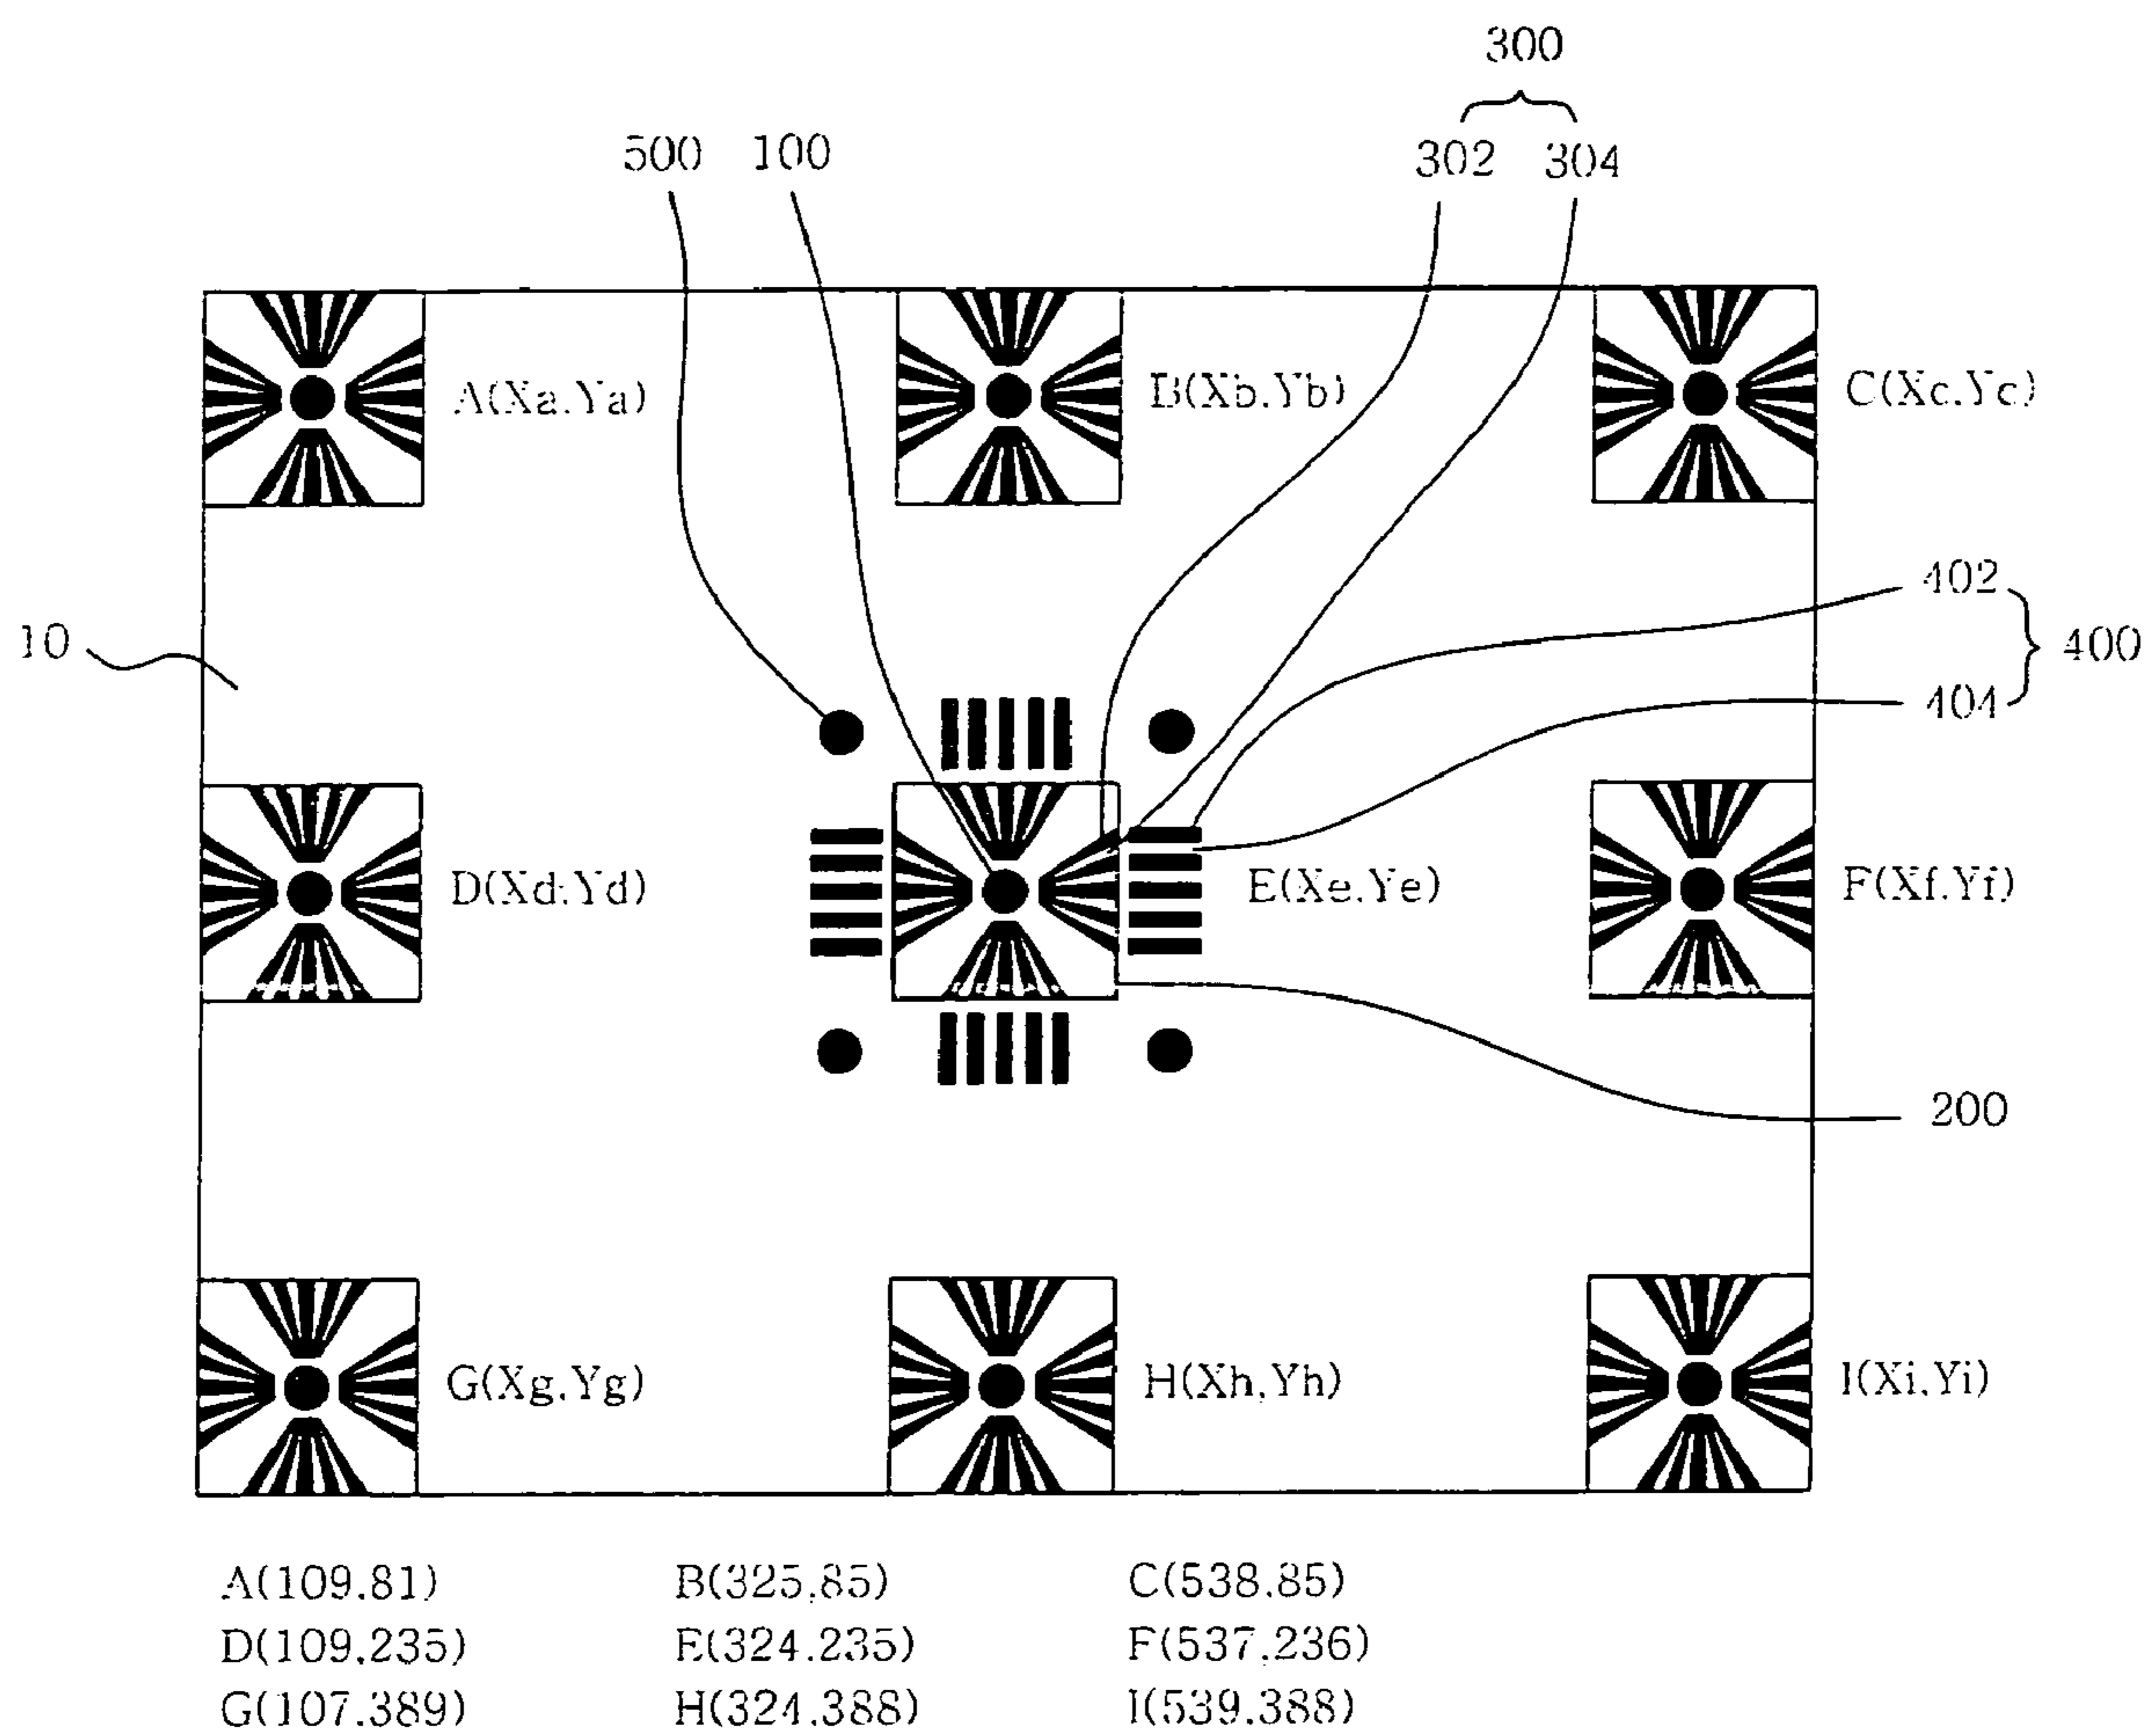 300
500 100 302 304
A(Xa.Ya) B(Xb.Yb) C(Xc.Yc)
402
10 400
404
D(Xd.Yd) E(Xe.Ye) F(Xf.Yf)
200
G(Xg.Yg) H(Xh.Yh) I(Xi.Yi)
A(109.81) B(325.85) C(538.85)
D(109.235) E(324.235) F(537.236)
G(107.389) H(324.388) I(539.388)